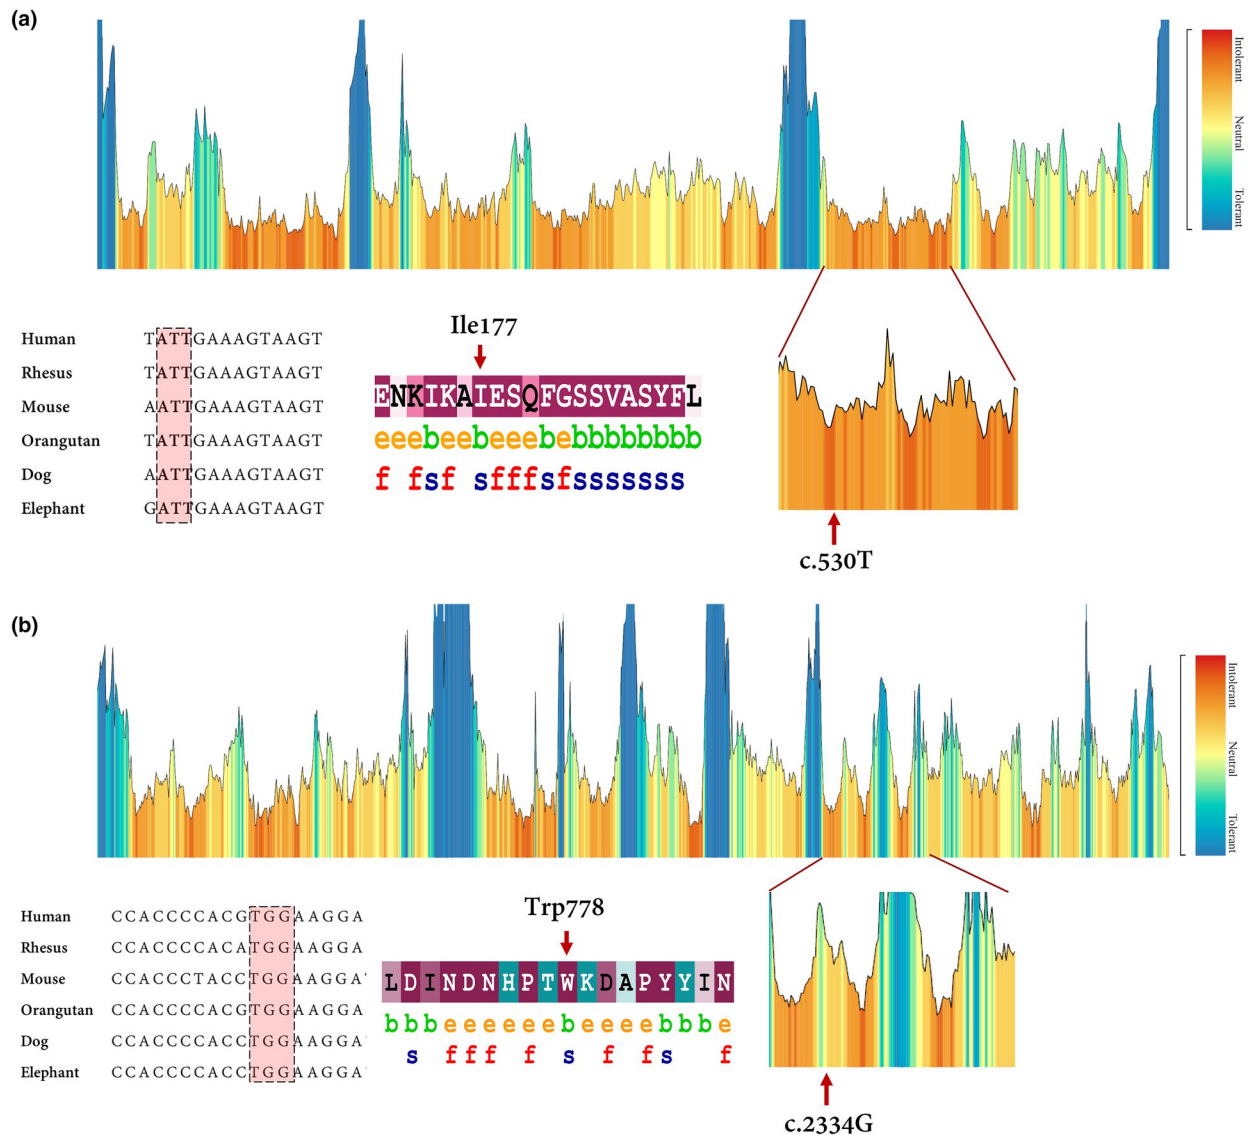 (a)
Intolerant
Neutral
Tolerant
Ile177
Human TATTGAAAGTAAGT
Rhesus TATTGAAAGTAAGT
Mouse AATTGAAAGTAAGT
Orangutan TATTGAAAGTAAGT
Dog AATTGAAAGTAAGT
Elephant GATTGAAAGTAAGT
ENKIKAIESQFGSSVASYFL
eeebeebeeebebbbbbbbb
f fsf sfffsfsssssss
c.530T
(b)
Intolerant
Neutral
Tolerant
Trp778
Human CCACCCCACGTGGAAGGA
Rhesus CCACCCCACATGGAAGGA
Mouse CCACCCTACCTGGAAGGA
Orangutan CCACCCCACGTGGAAGGA
Dog CCACCCCACCTGGAAGGA
Elephant CCACCCCACCTGGAAGGA
LDINDNHPTWKDAPYYIN
bbbeeeeeebeeeebbbe
s fff f s f fs f
c.2334G